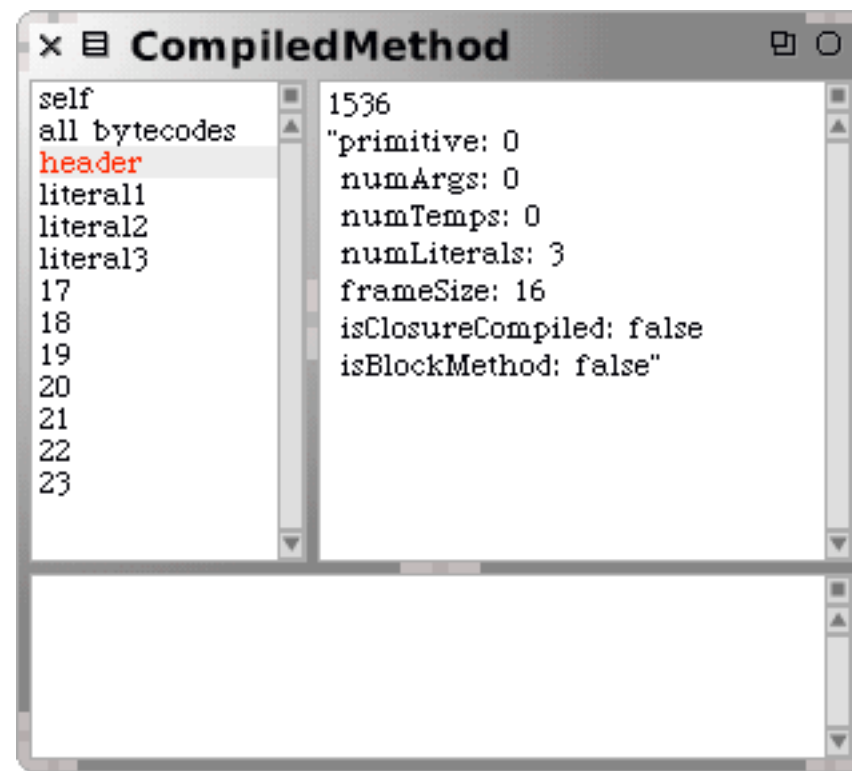 CompiledMethod
self
all bytecodes
header
literal1
literal2
literal3
17
18
19
20
21
22
23
1536
"primitive: 0
numArgs: 0
numTemps: 0
numLiterals: 3
frameSize: 16
isClosureCompiled: false
isBlockMethod: false"